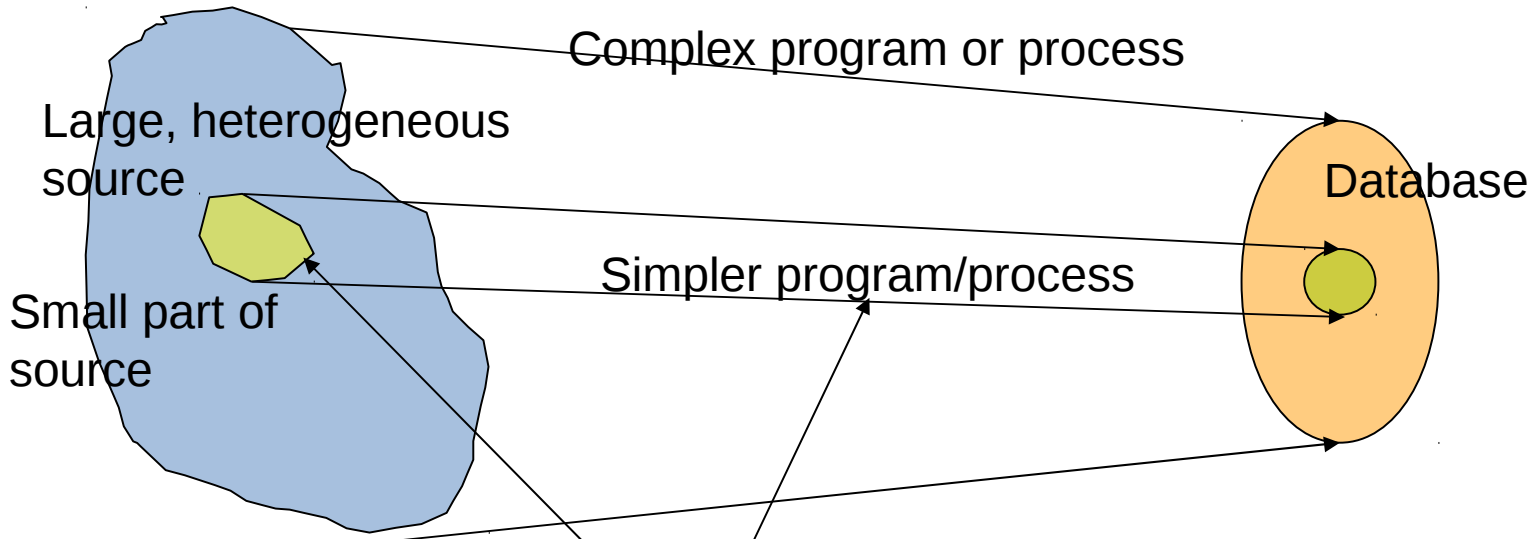 Complex program or process
Large, heterogeneous
source
Database
Simpler program/process
Small part of
source